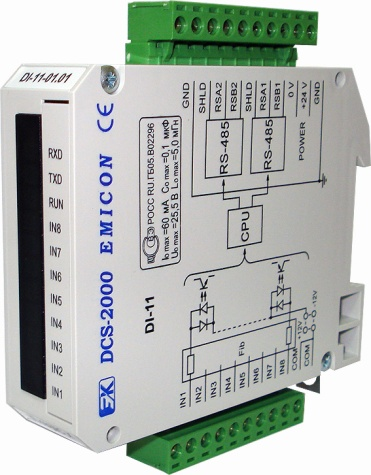 DI-11-01.01
RXD
TXD
RUN
IN8
IN7
IN6
IN5
IN4
IN3
IN2
IN1
DCS-2000 EMICON CE
РОСС RU.ГБ05.В02296
I₀ max=60 мА C₀ max=0,1 мкФ
U₀ max=25,5 В L₀ max=5,0 мГн
DI-11
GND
SHLD
RSA2
RSB2
SHLD
RSA1
RSB1
0 V
+24 V
GND
POWER
RS-485
RS-485
CPU
Fib
IN1
IN2
IN3
IN4
IN5
IN6
IN7
IN8
COM
+12V
COM
-12V